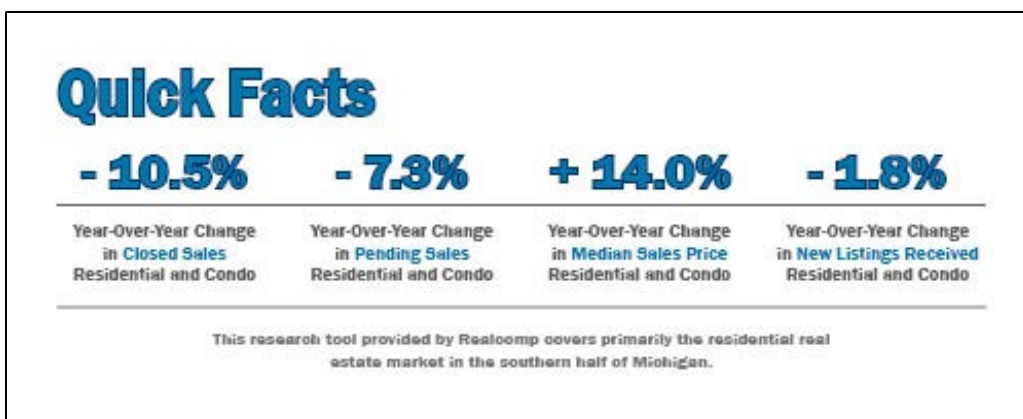 Quick Facts
- 10.5%
- 7.3%
+ 14.0%
- 1.8%
Year-Over-Year Change
in Closed Sales
Residential and Condo
Year-Over-Year Change
in Pending Sales
Residential and Condo
Year-Over-Year Change
in Median Sales Price
Residential and Condo
Year-Over-Year Change
in New Listings Received
Residential and Condo
This research tool provided by Realcomp covers primarily the residential real
estate market in the southern half of Michigan.